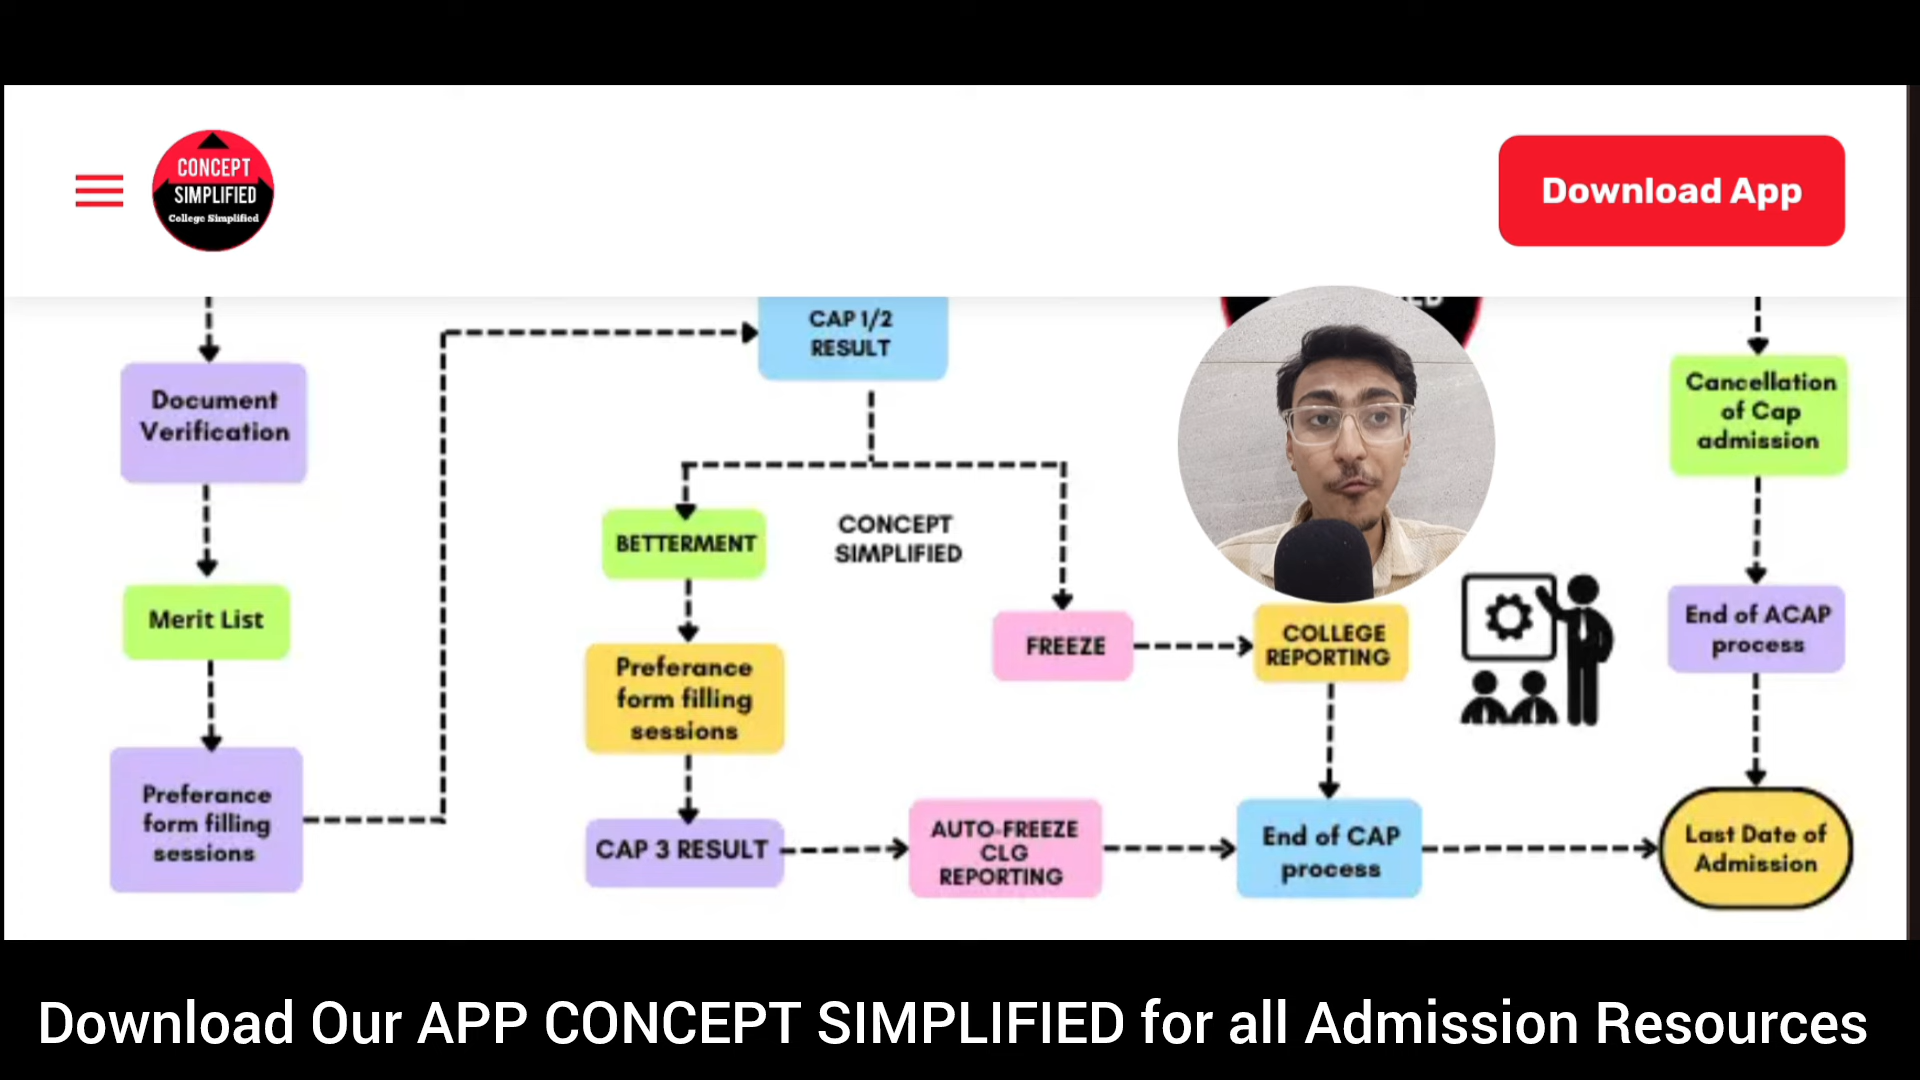 CONCEPT
SIMPLIFIED
College Simplified
Download App
CAP 1/2
RESULT
Document
Verification
Cancellation
of Cap
admission
BETTERMENT
CONCEPT
SIMPLIFIED
Merit List
FREEZE
COLLEGE
REPORTING
End of ACAP
process
Preferance
form filling
sessions
Preferance
form filling
sessions
CAP 3 RESULT
AUTO-FREEZE
CLG
REPORTING
End of CAP
process
Last Date of
Admission
Download Our APP CONCEPT SIMPLIFIED for all Admission Resources